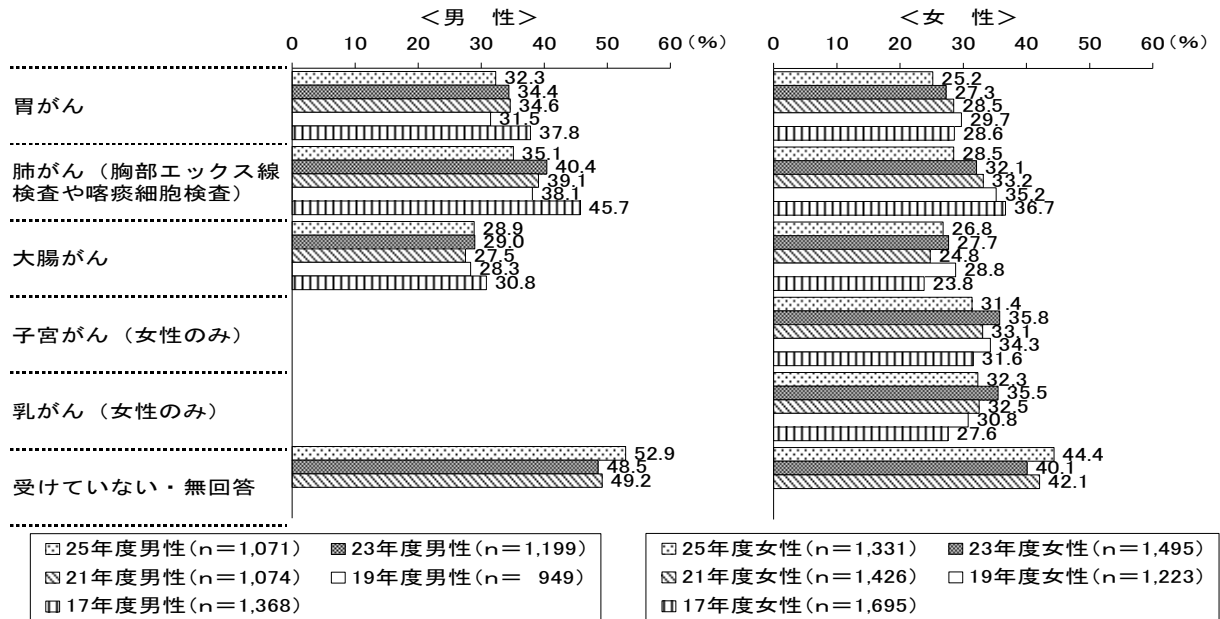 ＜男　性＞
＜女　性＞
0 10 20 30 40 50 60(％)
0 10 20 30 40 50 60(％)
胃がん
32.3
34.4
34.6
31.5
37.8
25.2
27.3
28.5
29.7
28.6
肺がん（胸部エックス線
検査や喀痰細胞検査）
35.1
40.4
39.1
38.1
45.7
28.5
32.1
33.2
35.2
36.7
大腸がん
28.9
29.0
27.5
28.3
30.8
26.8
27.7
24.8
28.8
23.8
子宮がん（女性のみ）
31.4
35.8
33.1
34.3
31.6
乳がん（女性のみ）
32.3
35.5
32.5
30.8
27.6
受けていない・無回答
52.9
48.5
49.2
44.4
40.1
42.1
25年度男性(ｎ＝1,071) 23年度男性(ｎ＝1,199)
21年度男性(ｎ＝1,074) 19年度男性(ｎ＝ 949)
17年度男性(ｎ＝1,368)
25年度女性(ｎ＝1,331) 23年度女性(ｎ＝1,495)
21年度女性(ｎ＝1,426) 19年度女性(ｎ＝1,223)
17年度女性(ｎ＝1,695)